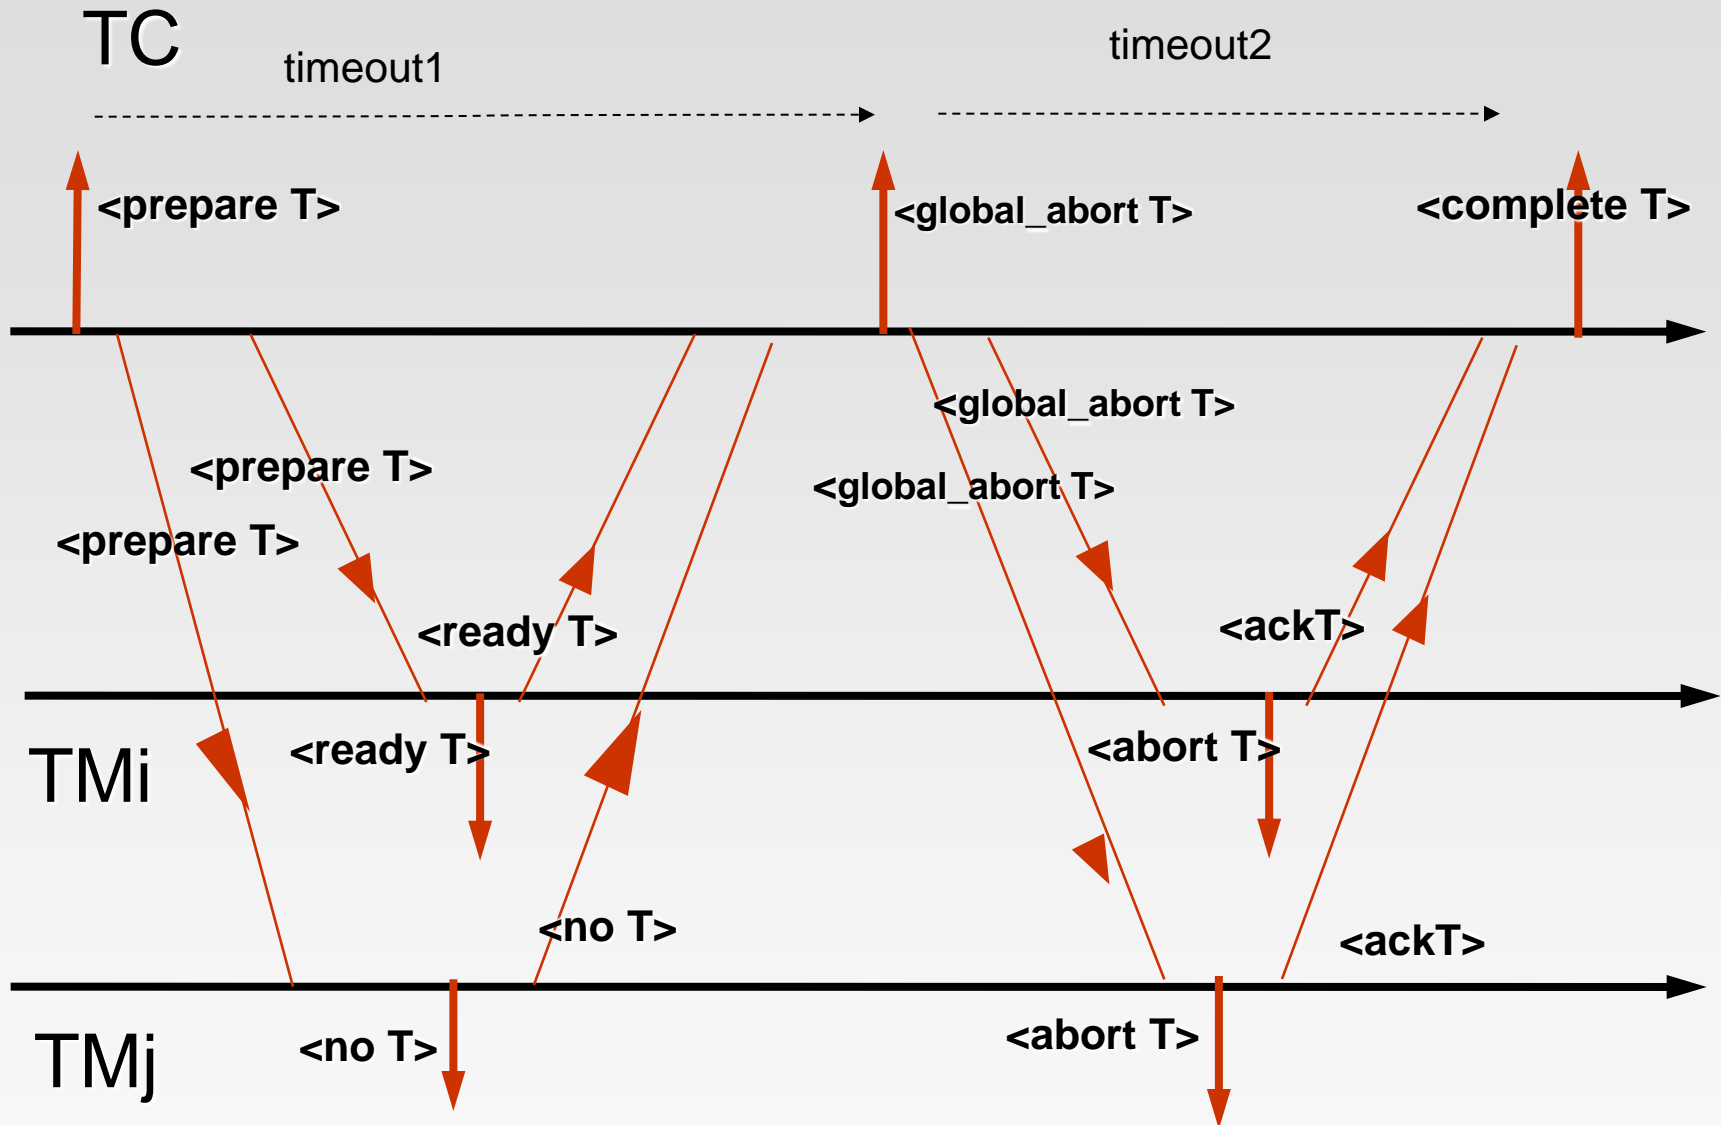 TC
timeout1
timeout2
<prepare T>
<global_abort T>
<complete T>
<global_abort T>
<prepare T>
<global_abort T>
<prepare T>
<ready T>
<ackT>
<ready T>
<abort T>
TMi
<no T>
<ackT>
<no T>
<abort T>
TMj